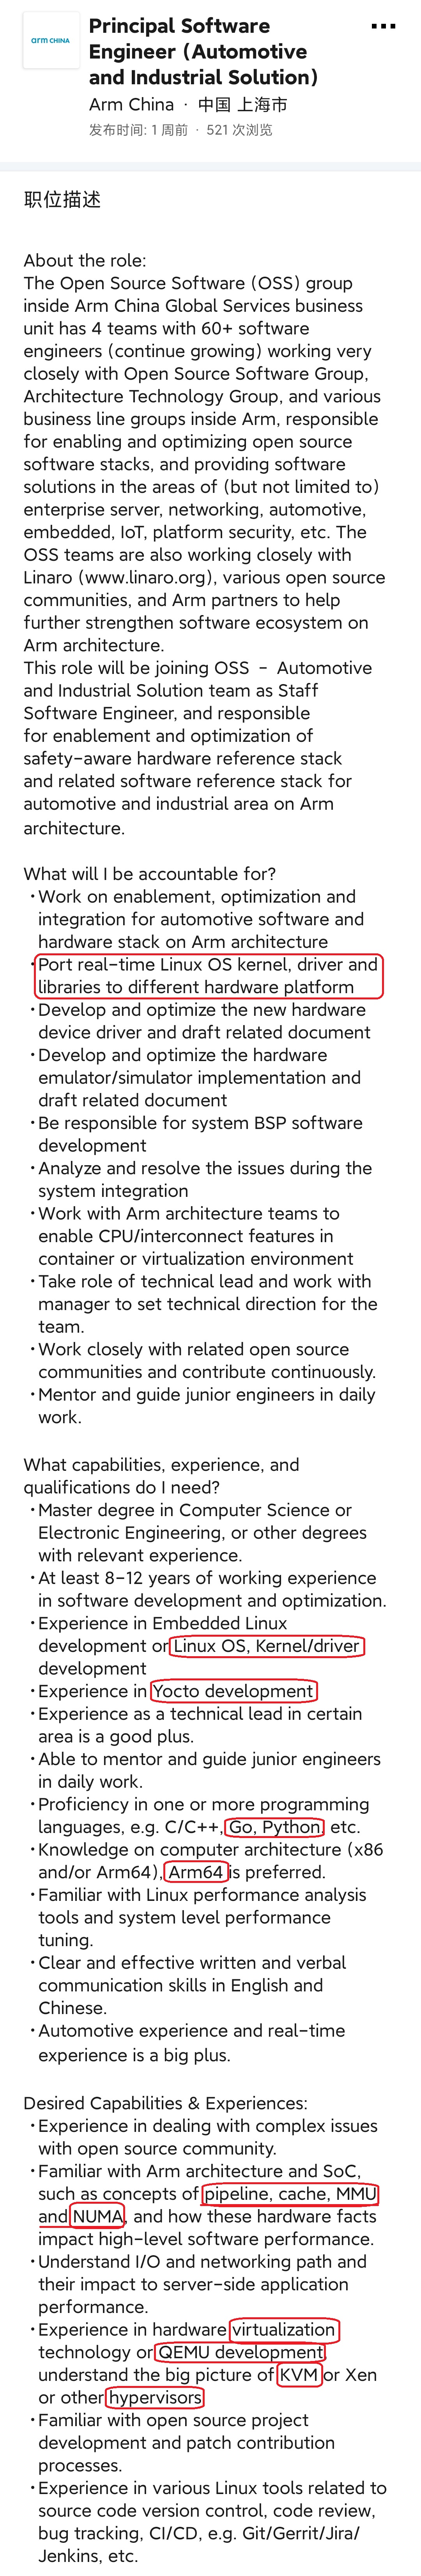 arm CHINA
Principal Software
Engineer (Automotive
and Industrial Solution)
Arm China · 中国 上海市
发布时间: 1 周前 · 521 次浏览
职位描述
About the role:
The Open Source Software (OSS) group
inside Arm China Global Services business
unit has 4 teams with 60+ software
engineers (continue growing) working very
closely with Open Source Software Group,
Architecture Technology Group, and various
business line groups inside Arm, responsible
for enabling and optimizing open source
software stacks, and providing software
solutions in the areas of (but not limited to)
enterprise server, networking, automotive,
embedded, IoT, platform security, etc. The
OSS teams are also working closely with
Linaro (www.linaro.org), various open source
communities, and Arm partners to help
further strengthen software ecosystem on
Arm architecture.
This role will be joining OSS – Automotive
and Industrial Solution team as Staff
Software Engineer, and responsible
for enablement and optimization of
safety-aware hardware reference stack
and related software reference stack for
automotive and industrial area on Arm
architecture.
What will I be accountable for?
·Work on enablement, optimization and
integration for automotive software and
hardware stack on Arm architecture
·Port real-time Linux OS kernel, driver and
libraries to different hardware platform
·Develop and optimize the new hardware
device driver and draft related document
·Develop and optimize the hardware
emulator/simulator implementation and
draft related document
·Be responsible for system BSP software
development
·Analyze and resolve the issues during the
system integration
·Work with Arm architecture teams to
enable CPU/interconnect features in
container or virtualization environment
·Take role of technical lead and work with
manager to set technical direction for the
team.
·Work closely with related open source
communities and contribute continuously.
·Mentor and guide junior engineers in daily
work.
What capabilities, experience, and
qualifications do I need?
·Master degree in Computer Science or
Electronic Engineering, or other degrees
with relevant experience.
·At least 8-12 years of working experience
in software development and optimization.
·Experience in Embedded Linux
development or Linux OS, Kernel/driver
development
·Experience in Yocto development
·Experience as a technical lead in certain
area is a good plus.
·Able to mentor and guide junior engineers
in daily work.
·Proficiency in one or more programming
languages, e.g. C/C++, Go, Python, etc.
·Knowledge on computer architecture (x86
and/or Arm64), Arm64 is preferred.
·Familiar with Linux performance analysis
tools and system level performance
tuning.
·Clear and effective written and verbal
communication skills in English and
Chinese.
·Automotive experience and real-time
experience is a big plus.
Desired Capabilities & Experiences:
·Experience in dealing with complex issues
with open source community.
·Familiar with Arm architecture and SoC,
such as concepts of pipeline, cache, MMU
and NUMA, and how these hardware facts
impact high-level software performance.
·Understand I/O and networking path and
their impact to server-side application
performance.
·Experience in hardware virtualization
technology or QEMU development,
understand the big picture of KVM or Xen
or other hypervisors
·Familiar with open source project
development and patch contribution
processes.
·Experience in various Linux tools related to
source code version control, code review,
bug tracking, CI/CD, e.g. Git/Gerrit/Jira/
Jenkins, etc.